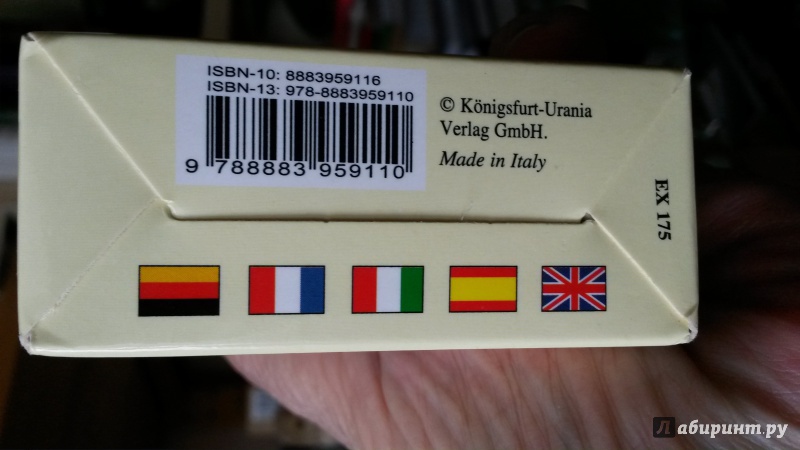 ISBN-10: 8883959116
ISBN-13: 978-8883959110
9 788883 959110
© Königsfurt-Urania
Verlag GmbH.
Made in Italy
EX 175
Лабиринт.ру